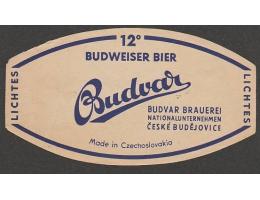 12°
BUDWEISER BIER
LICHTES
Budvar
BUDVAR BRAUEREI
NATIONALUNTERNEHMEN
ČESKÉ BUDĚJOVICE
Made in Czechoslovakia
LICHTES